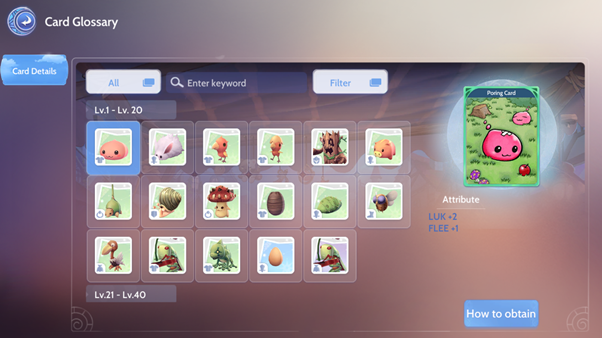 Card Glossary
Card Details
All
Enter keyword
Filter
Lv.1 - Lv. 20
Poring Card
Attribute
LUK +2
FLEE +1
Lv.21 - Lv.40
How to obtain